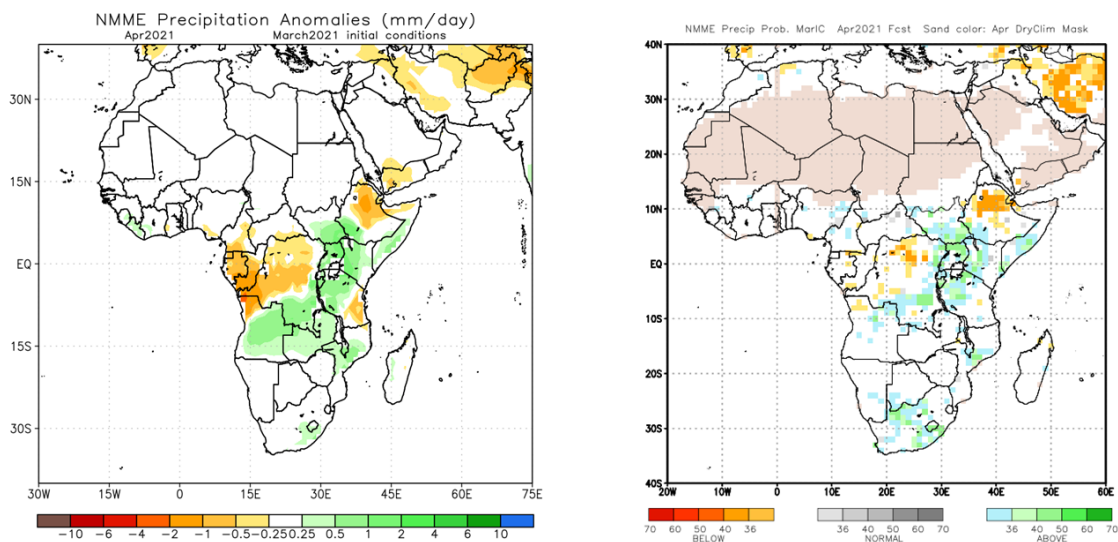 NMME Precipitation Anomalies (mm/day)
Apr2021 March2021 initial conditions
30N
15N
EQ
15S
30S
30W 15W 0 15E 30E 45E 60E 75E
-10 -6 -4 -2 -1 -0.5 -0.25 0.25 0.5 1 2 4 6 10
NMME Precip Prob. MarIC Apr2021 Fcst Sand color: Apr DryClim Mask
40N
30N
20N
10N
EQ
10S
20S
30S
40S
20W 10W 0 10E 20E 30E 40E 50E 60E
70 60 50 40 36
BELOW
36 40 50 60 70
NORMAL
36 40 50 60 70
ABOVE